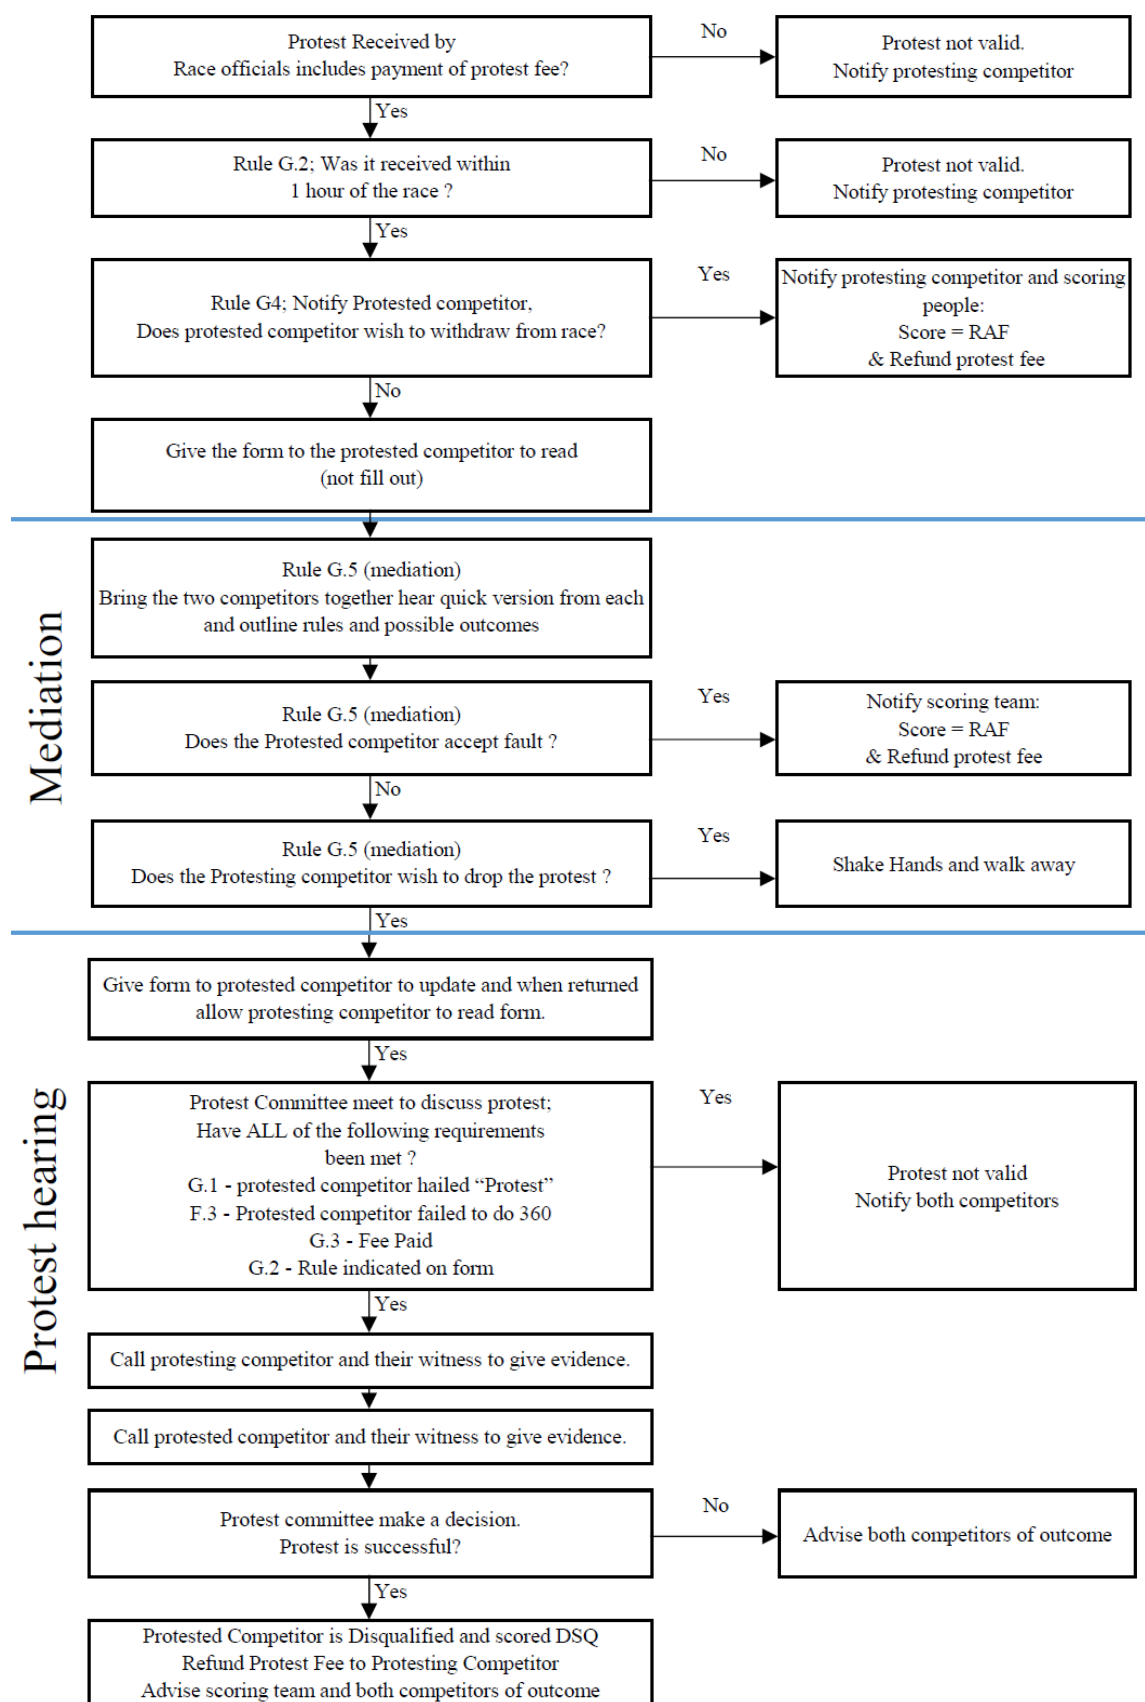 Protest Received by
Race officials includes payment of protest fee?
No
Protest not valid.
Notify protesting competitor
Yes
Rule G.2; Was it received within
1 hour of the race ?
No
Protest not valid.
Notify protesting competitor
Yes
Rule G4; Notify Protested competitor,
Does protested competitor wish to withdraw from race?
Yes
Notify protesting competitor and scoring
people:
Score = RAF
& Refund protest fee
No
Give the form to the protested competitor to read
(not fill out)
Mediation
Rule G.5 (mediation)
Bring the two competitors together hear quick version from each
and outline rules and possible outcomes
Rule G.5 (mediation)
Does the Protested competitor accept fault ?
Yes
Notify scoring team:
Score = RAF
& Refund protest fee
No
Rule G.5 (mediation)
Does the Protesting competitor wish to drop the protest ?
Yes
Shake Hands and walk away
Yes
Protest hearing
Give form to protested competitor to update and when returned
allow protesting competitor to read form.
Yes
Protest Committee meet to discuss protest;
Have ALL of the following requirements
been met ?
G.1 - protested competitor hailed “Protest”
F.3 - Protested competitor failed to do 360
G.3 - Fee Paid
G.2 - Rule indicated on form
Yes
Protest not valid
Notify both competitors
Yes
Call protesting competitor and their witness to give evidence.
Call protested competitor and their witness to give evidence.
Protest committee make a decision.
Protest is successful?
No
Advise both competitors of outcome
Yes
Protested Competitor is Disqualified and scored DSQ
Refund Protest Fee to Protesting Competitor
Advise scoring team and both competitors of outcome